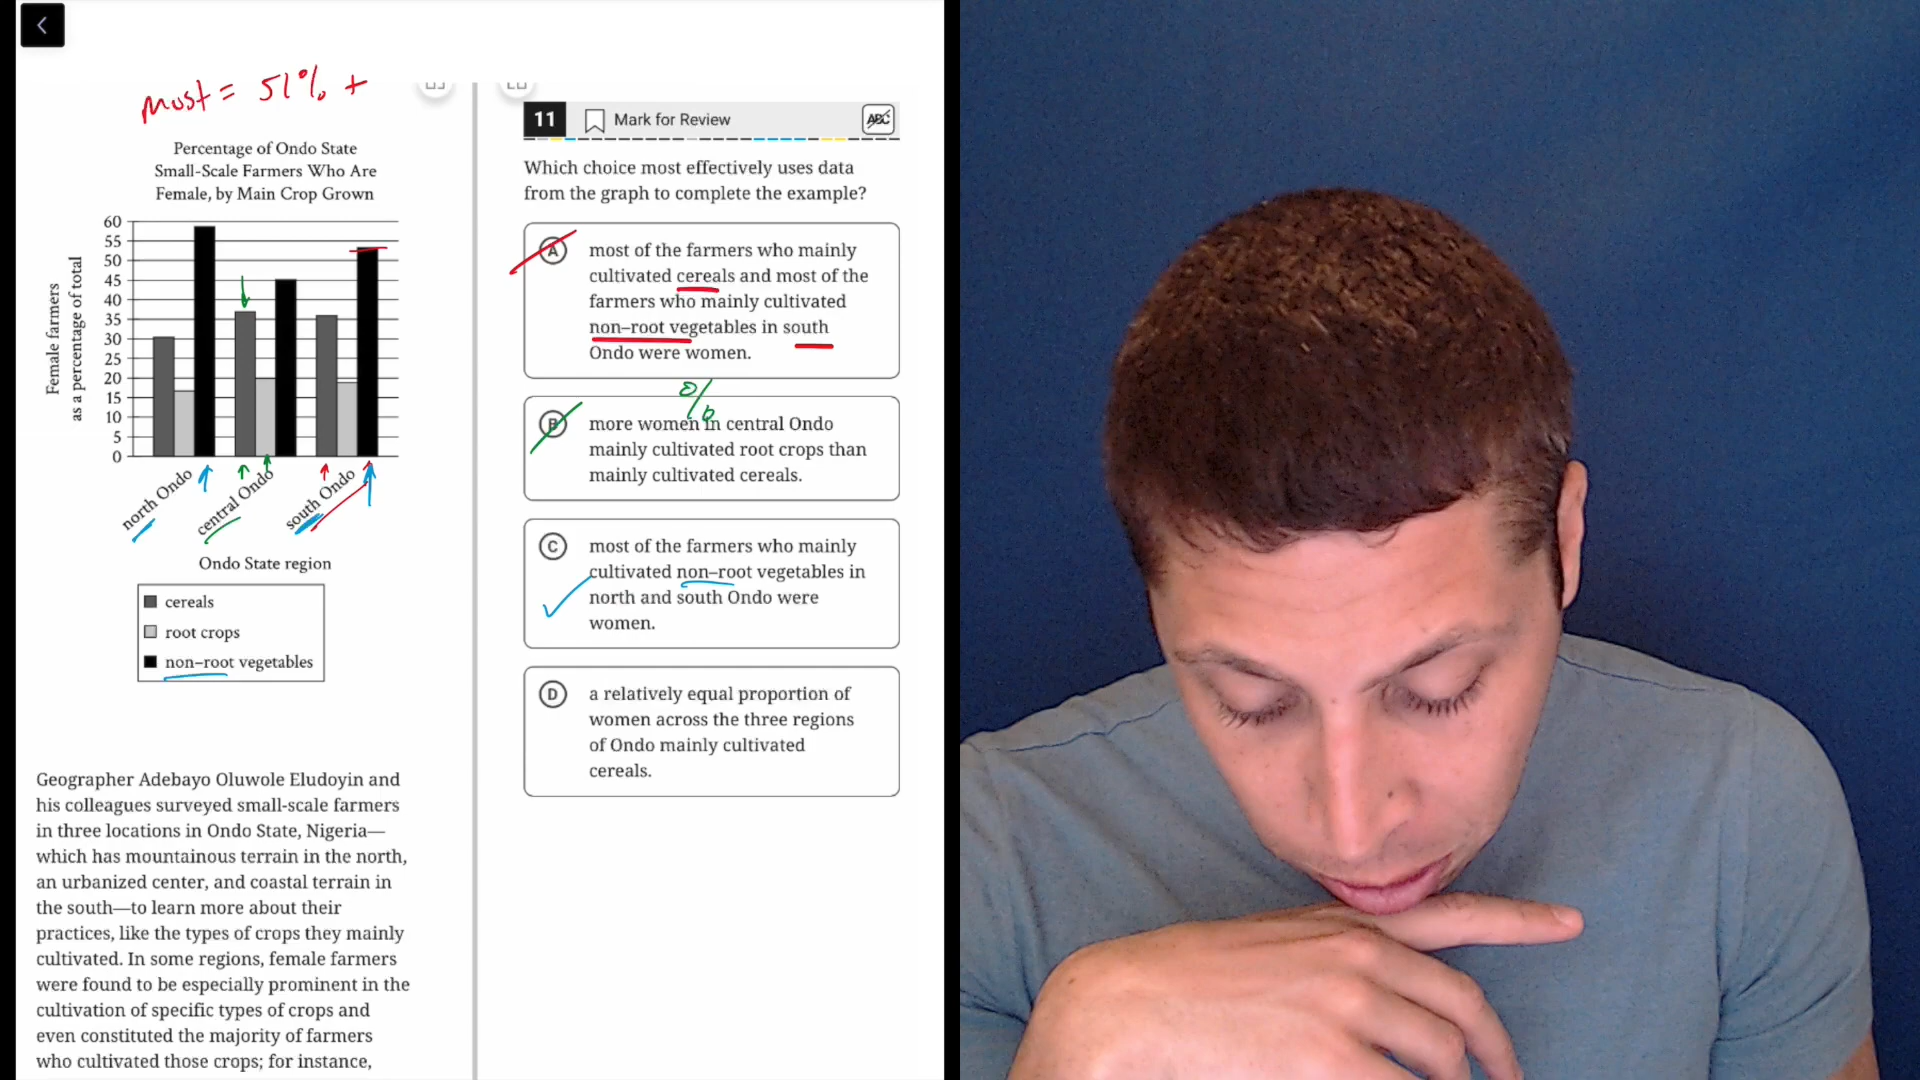 most = 51% +
Percentage of Ondo State
Small-Scale Farmers Who Are
Female, by Main Crop Grown
Female farmers
as a percentage of total
60
55
50
45
40
35
30
25
20
15
10
5
0
north Ondo
central Ondo
south Ondo
Ondo State region
cereals
root crops
non–root vegetables
Geographer Adebayo Oluwole Eludoyin and
his colleagues surveyed small-scale farmers
in three locations in Ondo State, Nigeria—
which has mountainous terrain in the north,
an urbanized center, and coastal terrain in
the south—to learn more about their
practices, like the types of crops they mainly
cultivated. In some regions, female farmers
were found to be especially prominent in the
cultivation of specific types of crops and
even constituted the majority of farmers
who cultivated those crops; for instance,
11 Mark for Review ABC
Which choice most effectively uses data
from the graph to complete the example?
A most of the farmers who mainly
cultivated cereals and most of the
farmers who mainly cultivated
non–root vegetables in south
Ondo were women.
%
B more women in central Ondo
mainly cultivated root crops than
mainly cultivated cereals.
C most of the farmers who mainly
cultivated non–root vegetables in
north and south Ondo were
women.
D a relatively equal proportion of
women across the three regions
of Ondo mainly cultivated
cereals.